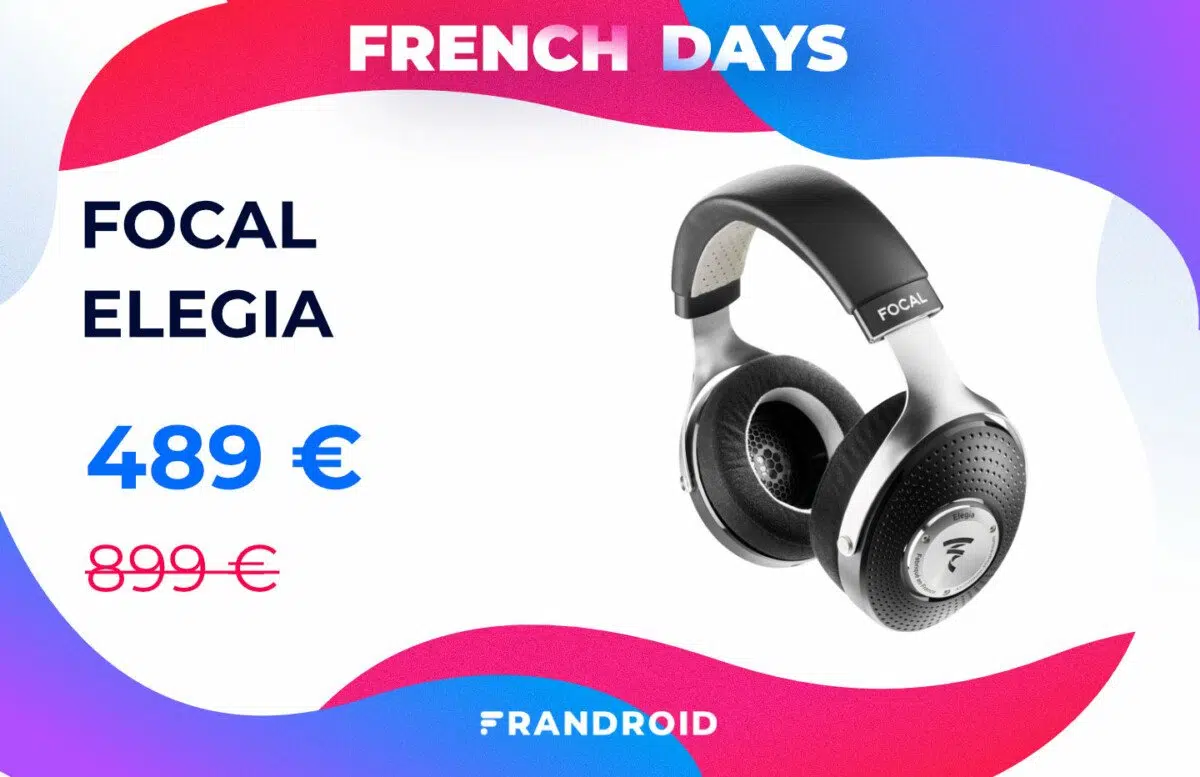 FRENCH DAYS
FOCAL
ELEGIA
489 €
899 €
FOCAL
Elegia
FRANDROID